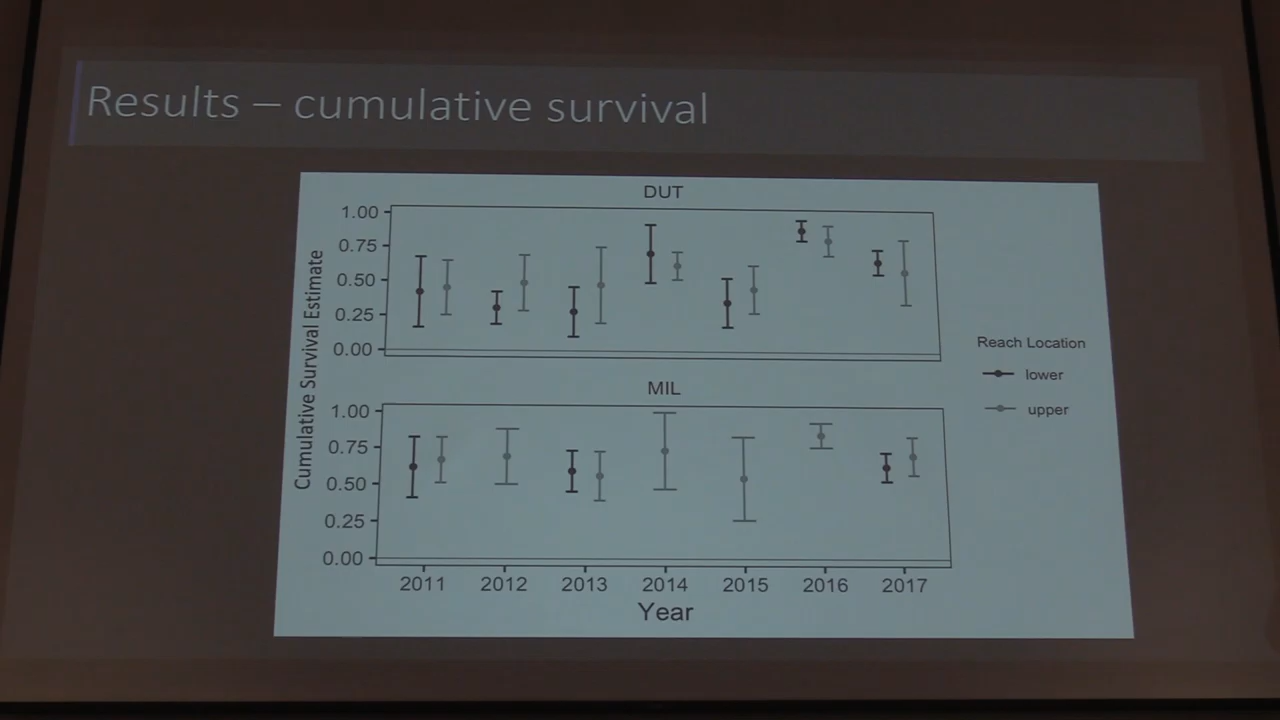 Results – cumulative survival
DUT
1.00
0.75
0.50
0.25
0.00
Cumulative Survival Estimate
MIL
1.00
0.75
0.50
0.25
0.00
2011 2012 2013 2014 2015 2016 2017
Year
Reach Location
lower
upper